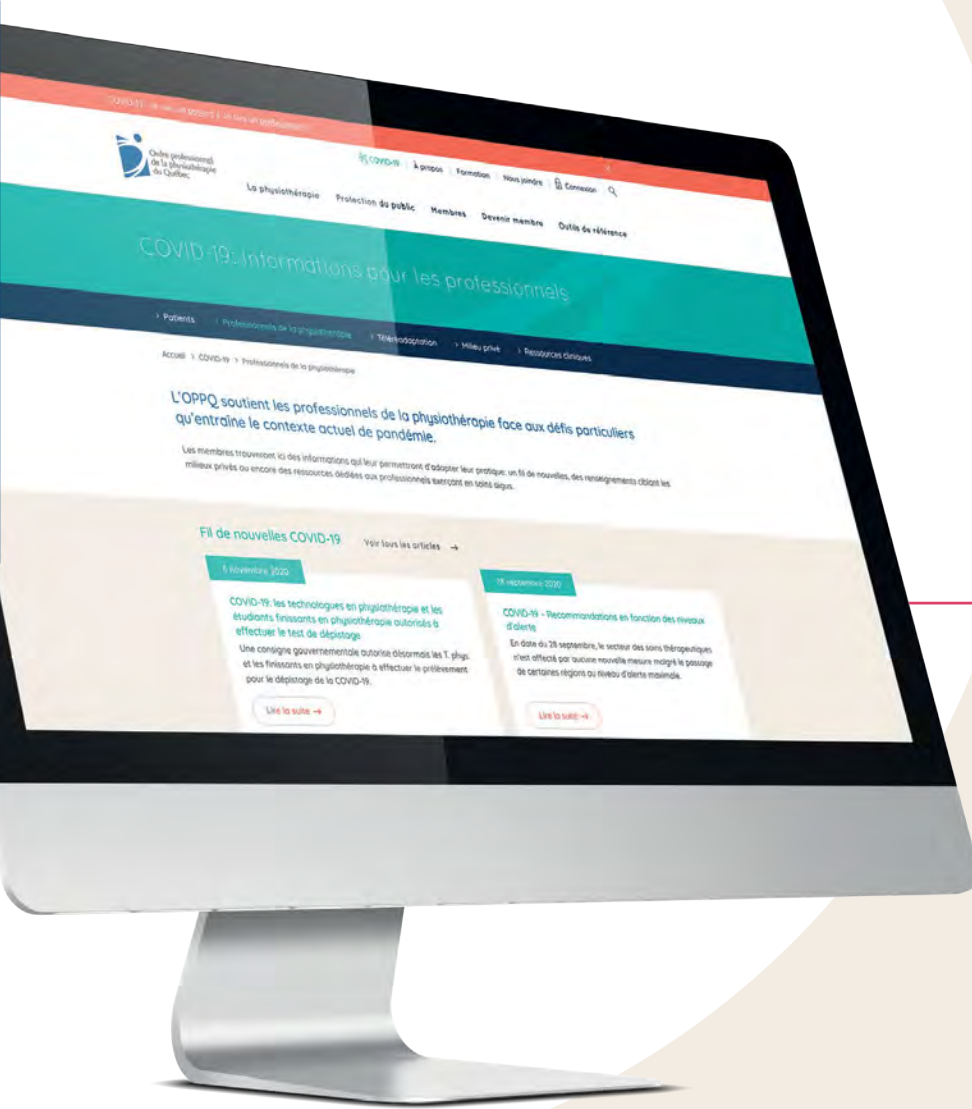 COVID-19 : Je suis un patient
Ordre professionnel
de la physiothérapie
du Québec
COVID-19 À propos Formation Nous joindre Connexion
La physiothérapie Protection du public Membres Devenir membre Outils de référence
COVID-19: Informations pour les professionnels
> Patients > Professionnels de la physiothérapie > Téléréadaptation > Milieu privé > Ressources cliniques
Accueil > COVID-19 > Professionnels de la physiothérapie
L'OPPQ soutient les professionnels de la physiothérapie face aux défis particuliers
qu'entraîne le contexte actuel de pandémie.
Les membres trouveront ici des informations qui leur permettront d'adapter leur pratique: un fil de nouvelles, des renseignements ciblant les
milieux privés ou encore des ressources dédiées aux professionnels exerçant en soins aigus.
Fil de nouvelles COVID-19 Voir tous les articles →
novembre 2020
COVID-19: les technologues en physiothérapie et les
étudiants finissants en physiothérapie autorisés à
effectuer le test de dépistage
Une consigne gouvernementale autorise désormais les T. phys.
et les finissants en physiothérapie à effectuer le prélèvement
pour le dépistage de la COVID-19.
Lire la suite →
septembre 2020
COVID-19 – Recommandations en fonction des niveaux
d'alerte
En date du 28 septembre, le secteur des soins thérapeutiques
n'est affecté par aucune nouvelle mesure malgré le passage
de certaines régions au niveau d'alerte maximale.
Lire la suite →